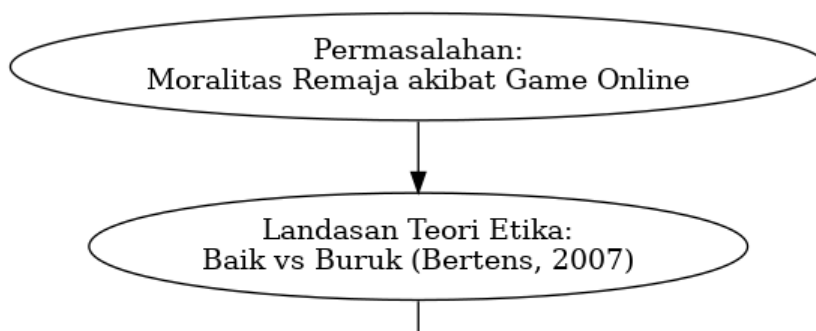 Permasalahan:
Moralitas Remaja akibat Game Online
Landasan Teori Etika:
Baik vs Buruk (Bertens, 2007)